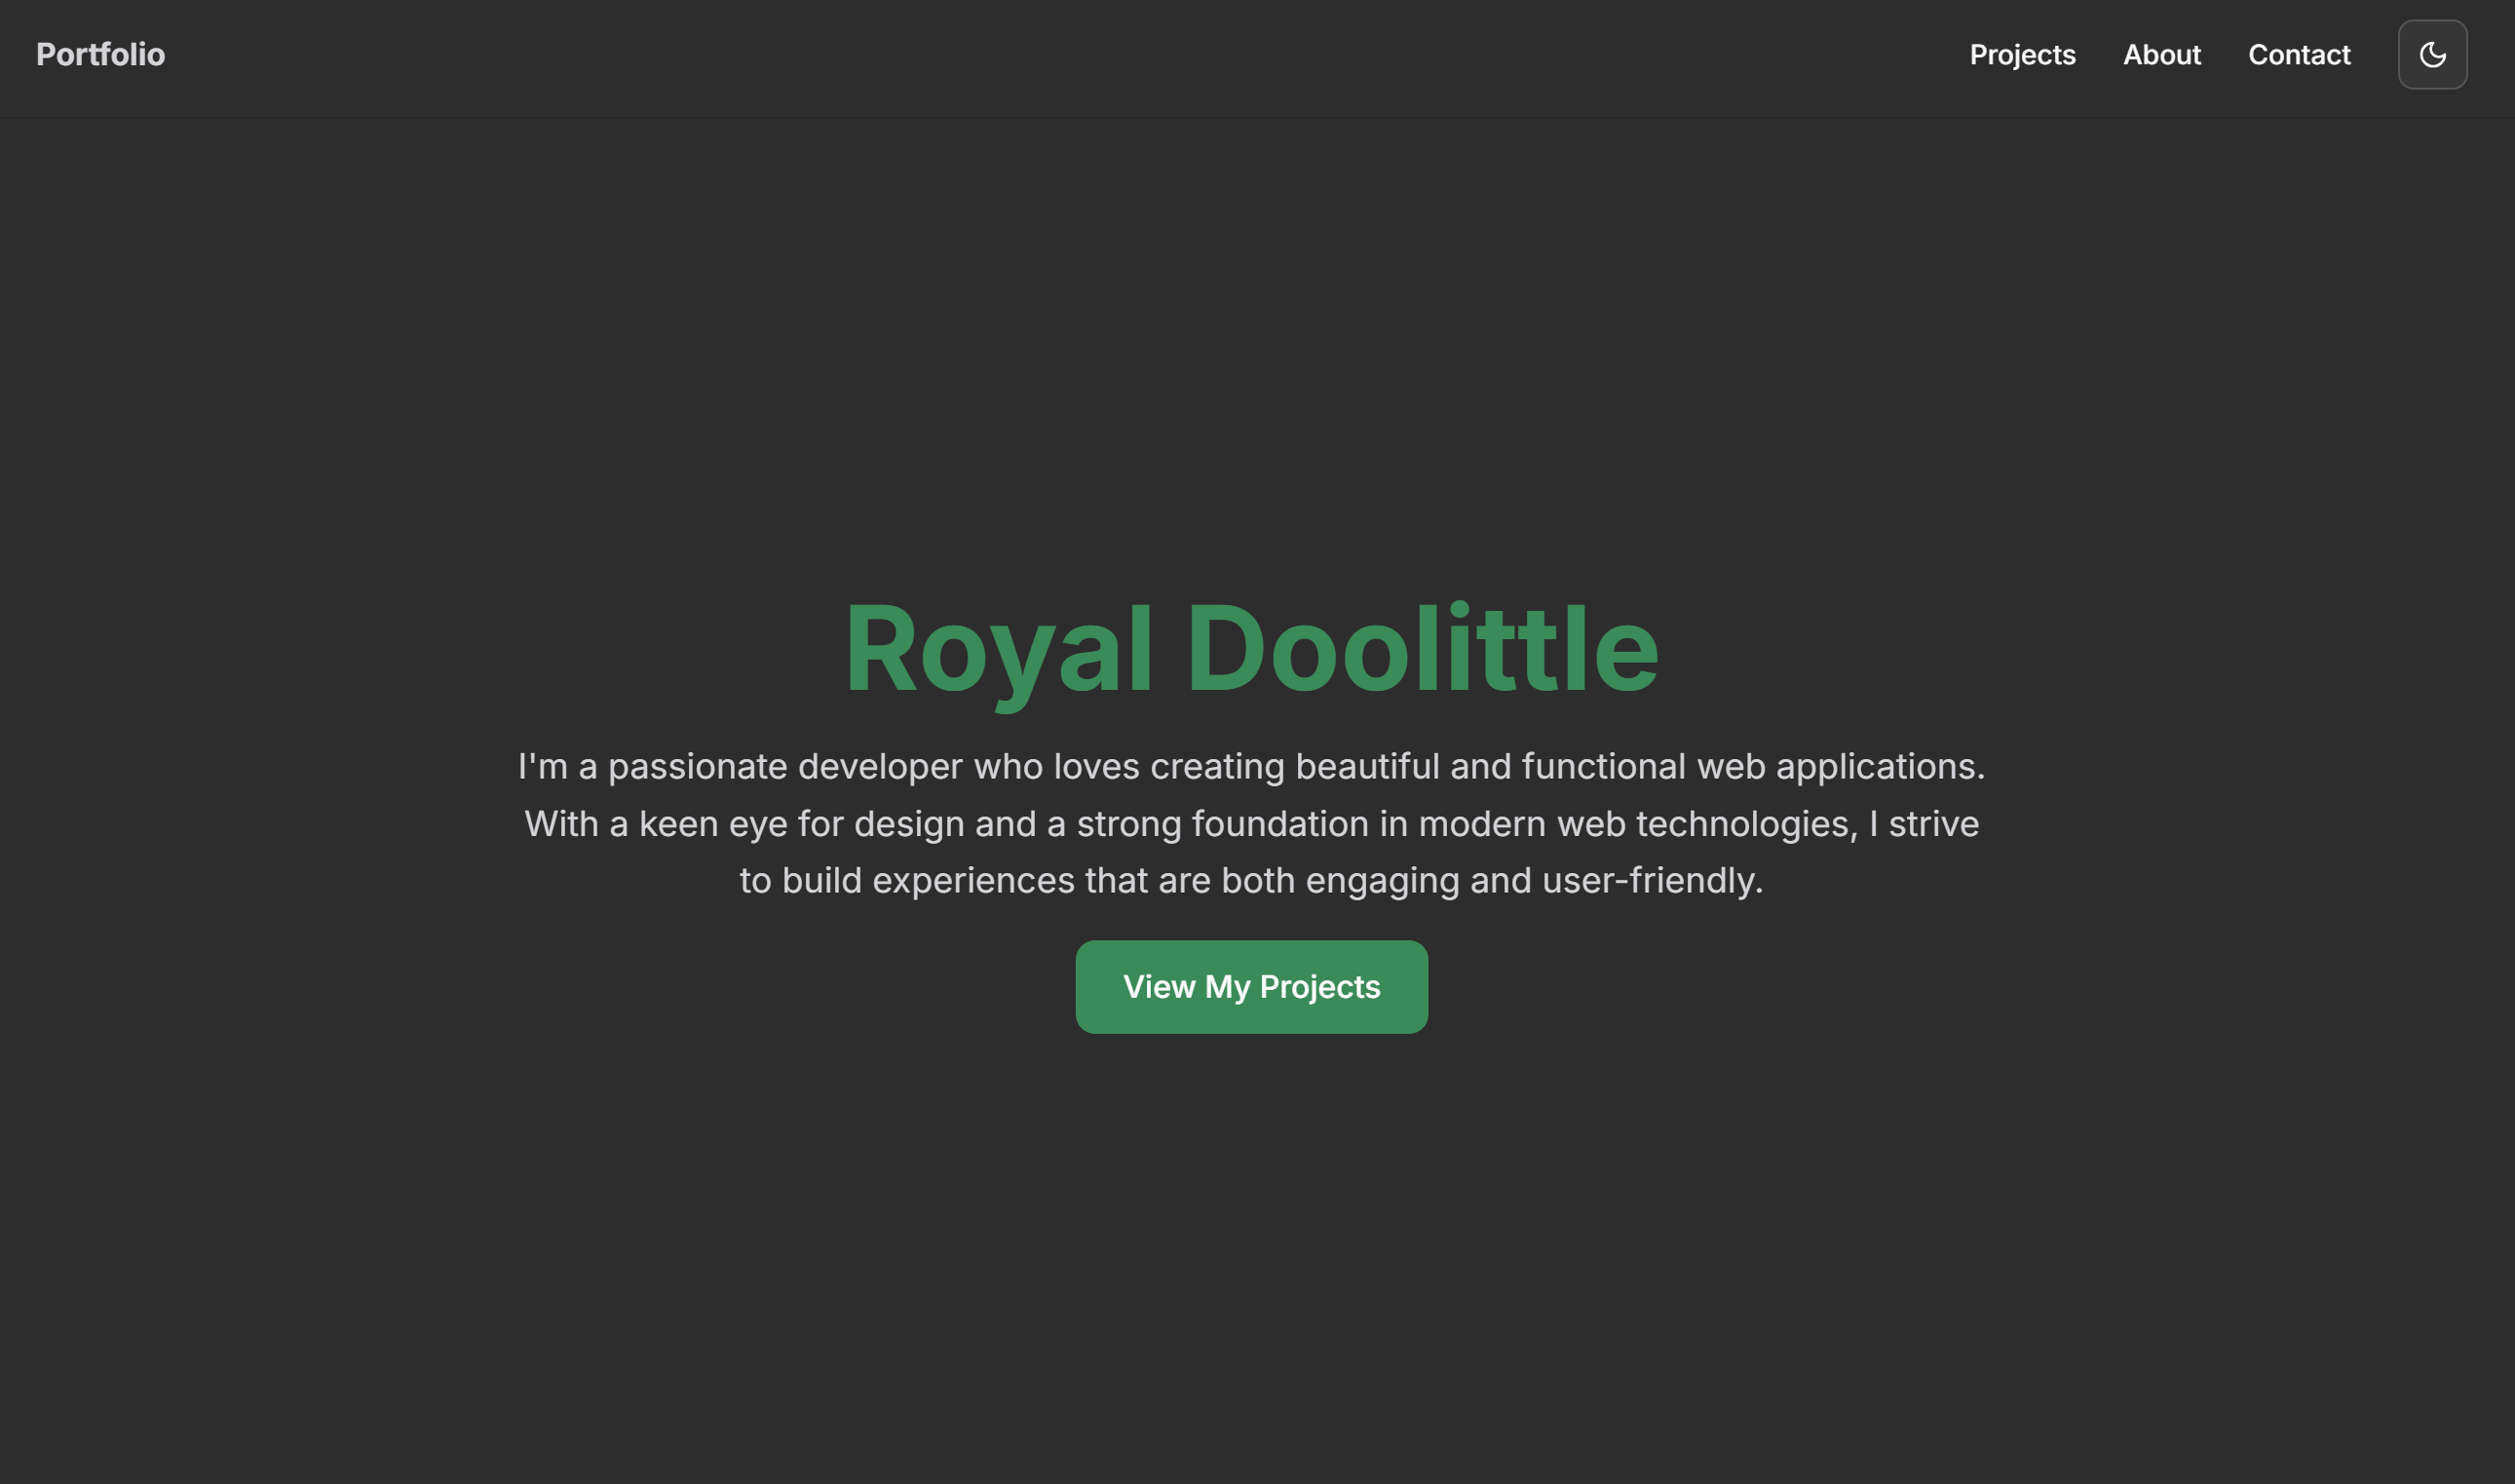 Portfolio
Projects About Contact
Royal Doolittle
I'm a passionate developer who loves creating beautiful and functional web applications.
With a keen eye for design and a strong foundation in modern web technologies, I strive
to build experiences that are both engaging and user-friendly.
View My Projects